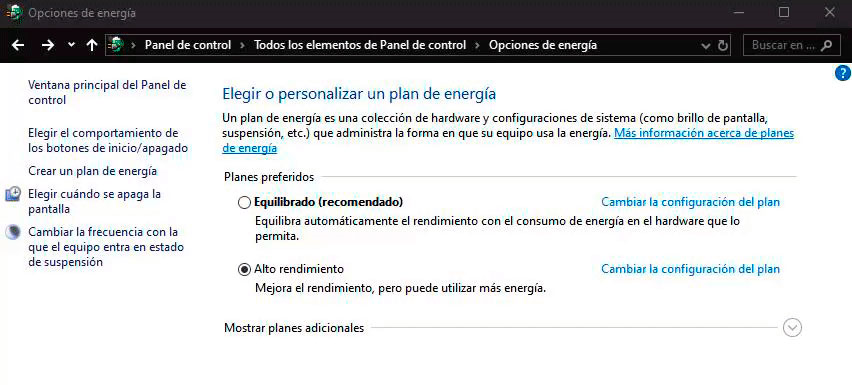 Opciones de energía
Panel de control
Todos los elementos de Panel de control
Opciones de energía
Buscar en ...
Ventana principal del Panel de
control
Elegir el comportamiento de
los botones de inicio/apagado
Crear un plan de energía
Elegir cuándo se apaga la
pantalla
Cambiar la frecuencia con la
que el equipo entra en estado
de suspensión
?
Elegir o personalizar un plan de energía
Un plan de energía es una colección de hardware y configuraciones de sistema (como brillo de pantalla,
suspensión, etc.) que administra la forma en que su equipo usa la energía. Más información acerca de planes
de energía
Planes preferidos
Equilibrado (recomendado) Cambiar la configuración del plan
Equilibra automáticamente el rendimiento con el consumo de energía en el hardware que lo
permita.
Alto rendimiento Cambiar la configuración del plan
Mejora el rendimiento, pero puede utilizar más energía.
Mostrar planes adicionales